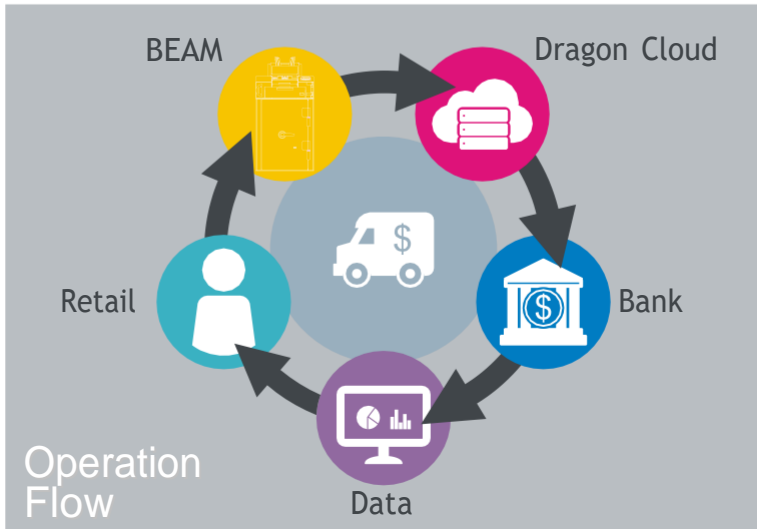 BEAM
Dragon Cloud
$
Retail
$
Bank
Data
Operation
Flow